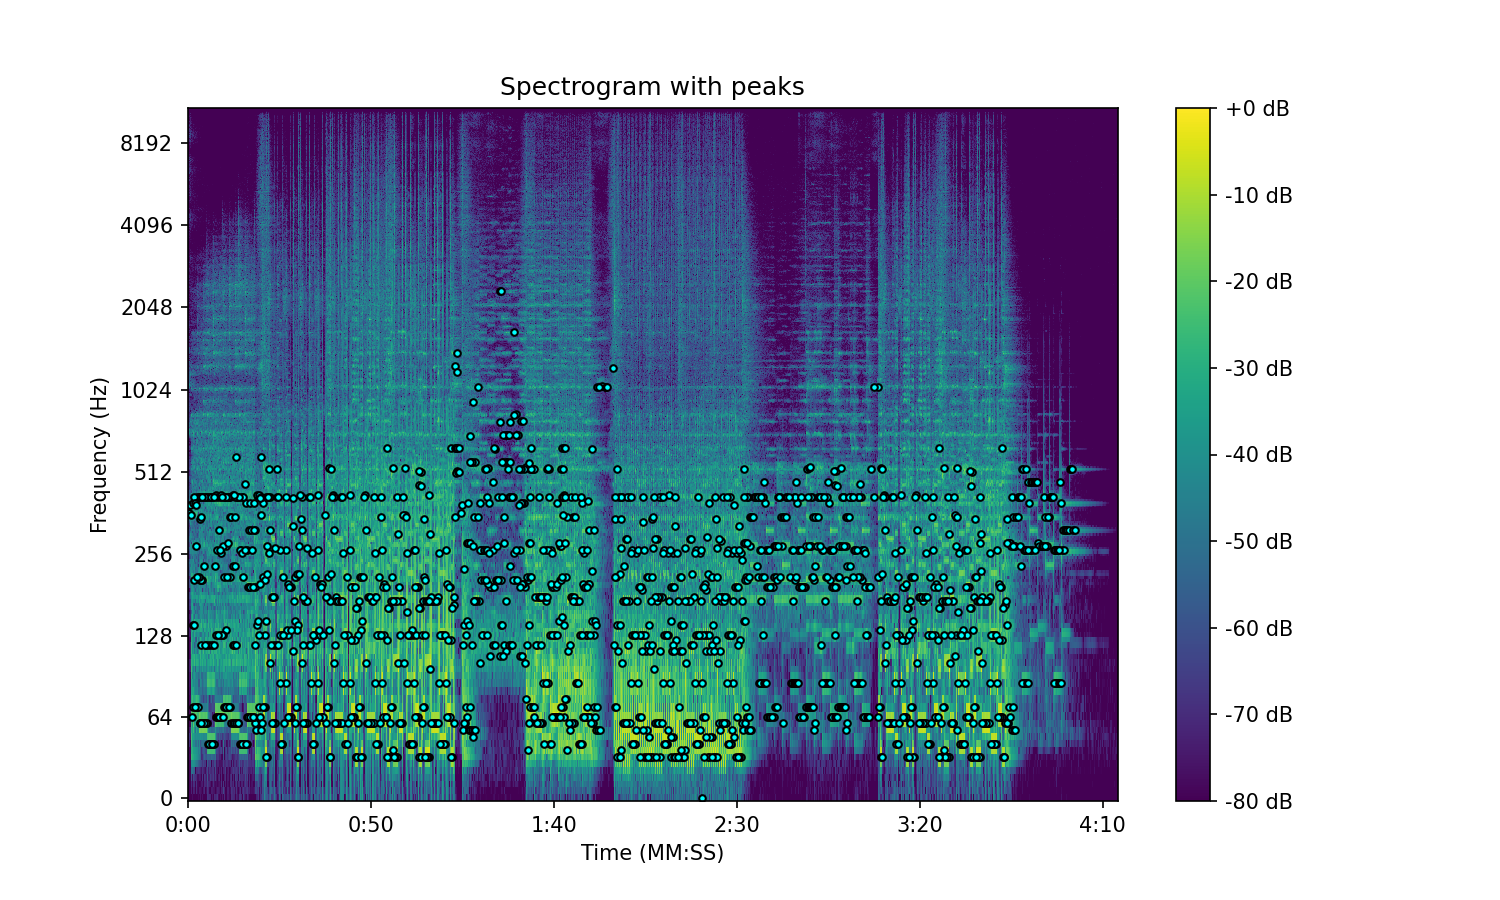 Spectrogram with peaks
Frequency (Hz)
8192
4096
2048
1024
512
256
128
64
0
0:00
0:50
1:40
2:30
3:20
4:10
Time (MM:SS)
+0 dB
-10 dB
-20 dB
-30 dB
-40 dB
-50 dB
-60 dB
-70 dB
-80 dB